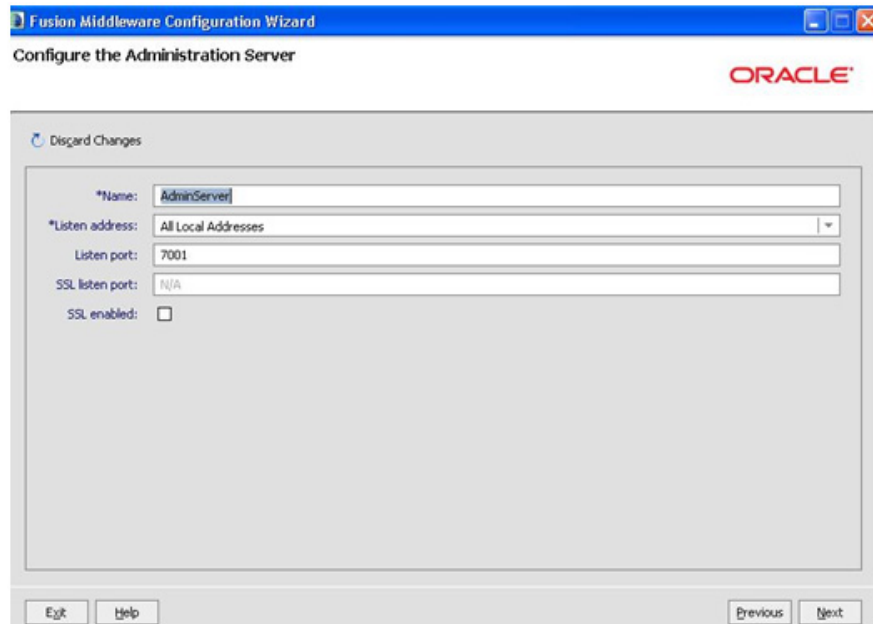 Fusion Middleware Configuration Wizard
Configure the Administration Server
ORACLE
Discard Changes
*Name: AdminServer
*Listen address: All Local Addresses
Listen port: 7001
SSL listen port: N/A
SSL enabled:
Exit Help Previous Next